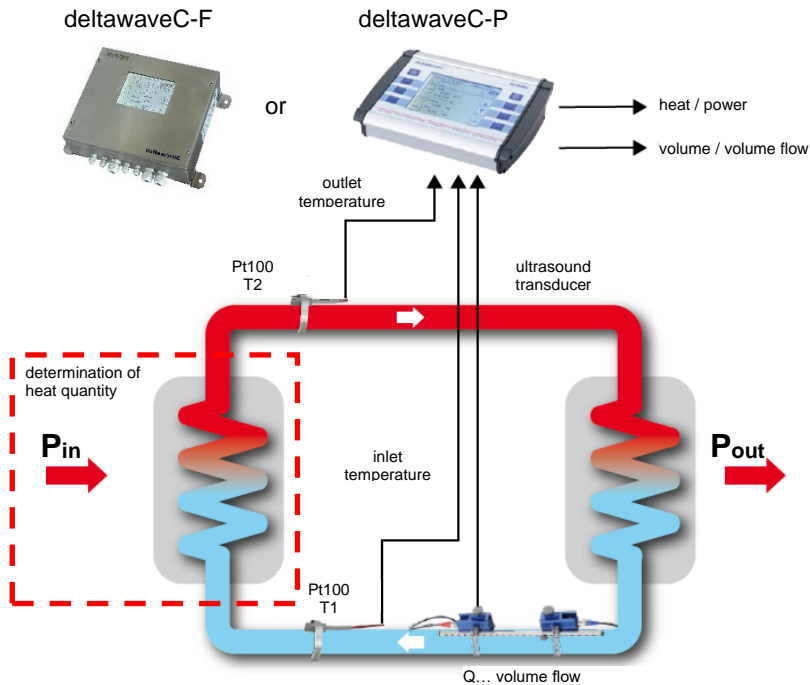 deltawaveC-F
deltawaveC-P
or
heat / power
volume / volume flow
outlet
temperature
Pt100
T2
ultrasound
transducer
determination of
heat quantity
Pin
inlet
temperature
Pout
Pt100
T1
Q... volume flow
deltawaveC